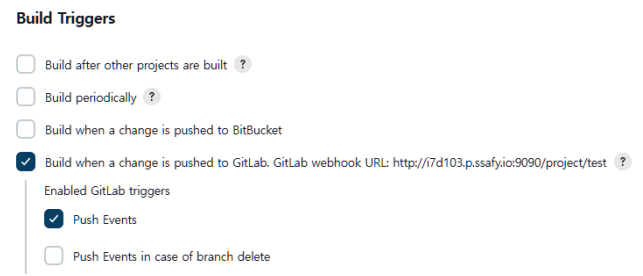 Build Triggers
Build after other projects are built ?
Build periodically ?
Build when a change is pushed to BitBucket
Build when a change is pushed to GitLab. GitLab webhook URL: http://i7d103.p.ssafy.io:9090/project/test ?
Enabled GitLab triggers
Push Events
Push Events in case of branch delete